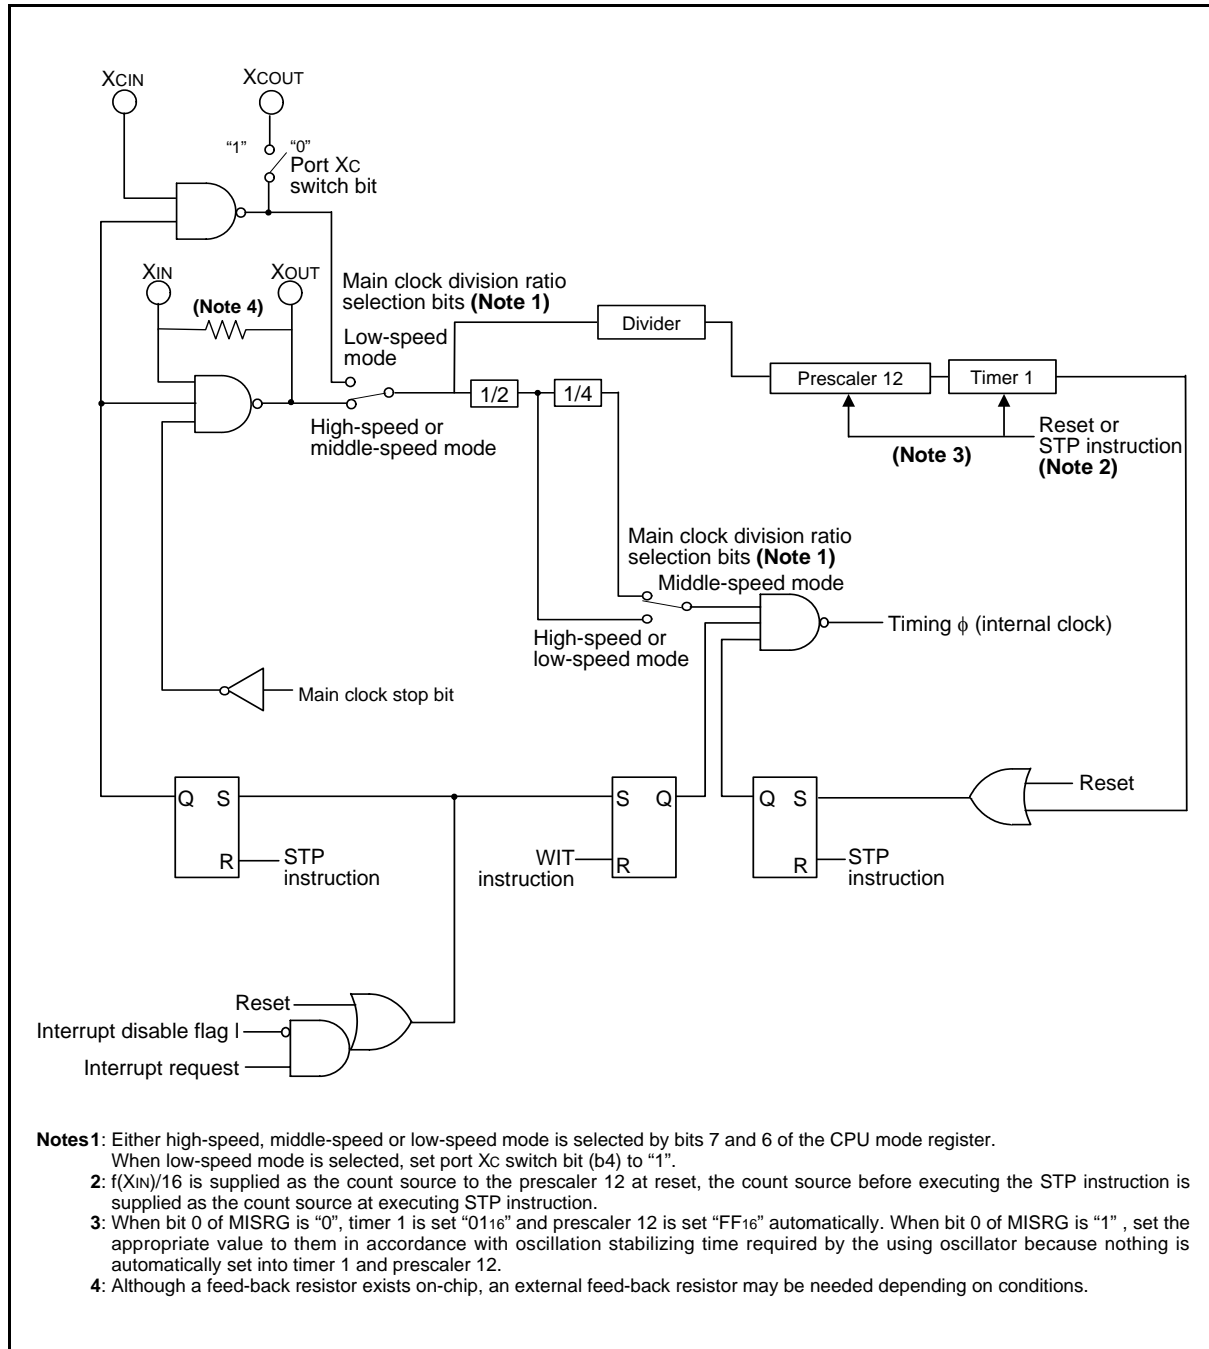 XCIN
XCOUT
“1” “0”
Port XC
switch bit
XIN
XOUT
(Note 4)
Main clock division ratio
selection bits (Note 1)
Low-speed
mode
High-speed or
middle-speed mode
1/2
1/4
Divider
Prescaler 12
Timer 1
(Note 3)
Reset or
STP instruction
(Note 2)
Main clock division ratio
selection bits (Note 1)
Middle-speed mode
High-speed or
low-speed mode
Timing ϕ (internal clock)
Main clock stop bit
Q S
R
STP
instruction
S Q
R
WIT
instruction
Q S
R
STP
instruction
Reset
Reset
Interrupt disable flag I
Interrupt request
Notes1: Either high-speed, middle-speed or low-speed mode is selected by bits 7 and 6 of the CPU mode register.
When low-speed mode is selected, set port XC switch bit (b4) to “1”.
2: f(XIN)/16 is supplied as the count source to the prescaler 12 at reset, the count source before executing the STP instruction is
supplied as the count source at executing STP instruction.
3: When bit 0 of MISRG is “0”, timer 1 is set “0116” and prescaler 12 is set “FF16” automatically. When bit 0 of MISRG is “1” , set the
appropriate value to them in accordance with oscillation stabilizing time required by the using oscillator because nothing is
automatically set into timer 1 and prescaler 12.
4: Although a feed-back resistor exists on-chip, an external feed-back resistor may be needed depending on conditions.